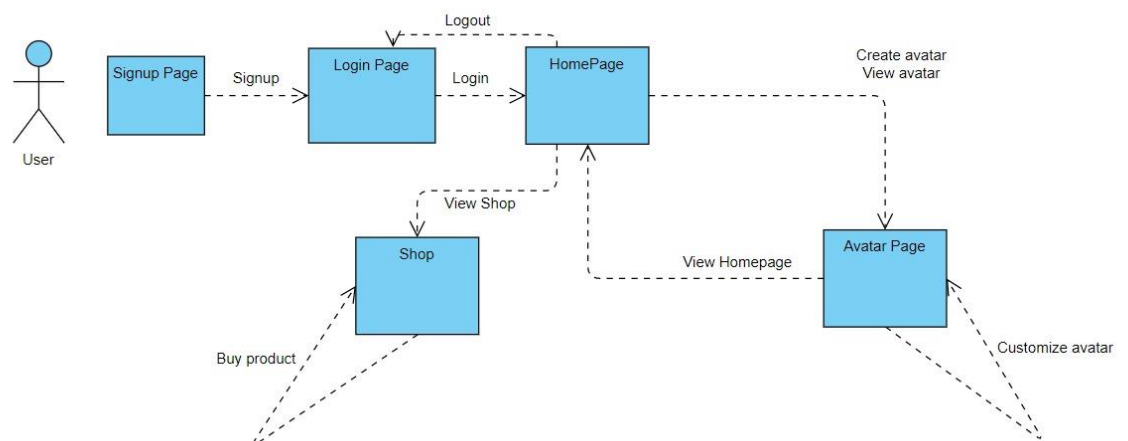 Logout
Signup Page
Signup
Login Page
Login
HomePage
Create avatar
View avatar
User
View Shop
Shop
View Homepage
Avatar Page
Buy product
Customize avatar